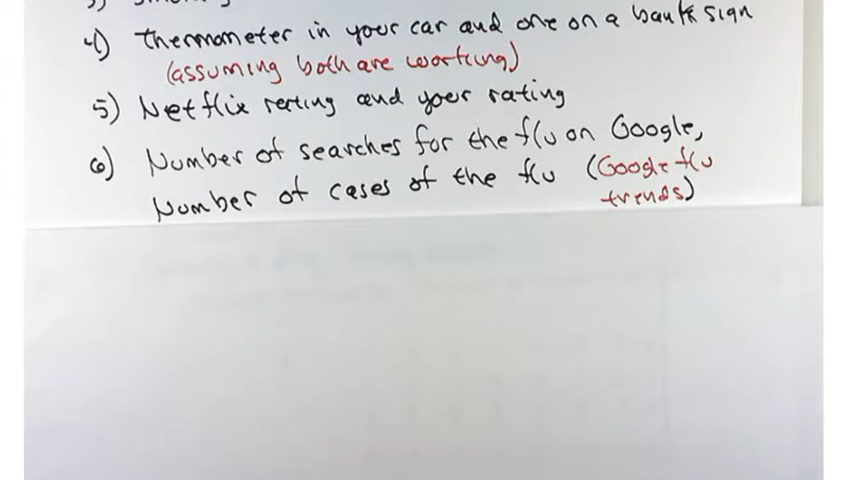 4) thermometer in your car and one on a bank sign
(assuming both are working)
5) Netflix rating and your rating
6) Number of searches for the flu on Google,
Number of cases of the flu (Google flu
trends)